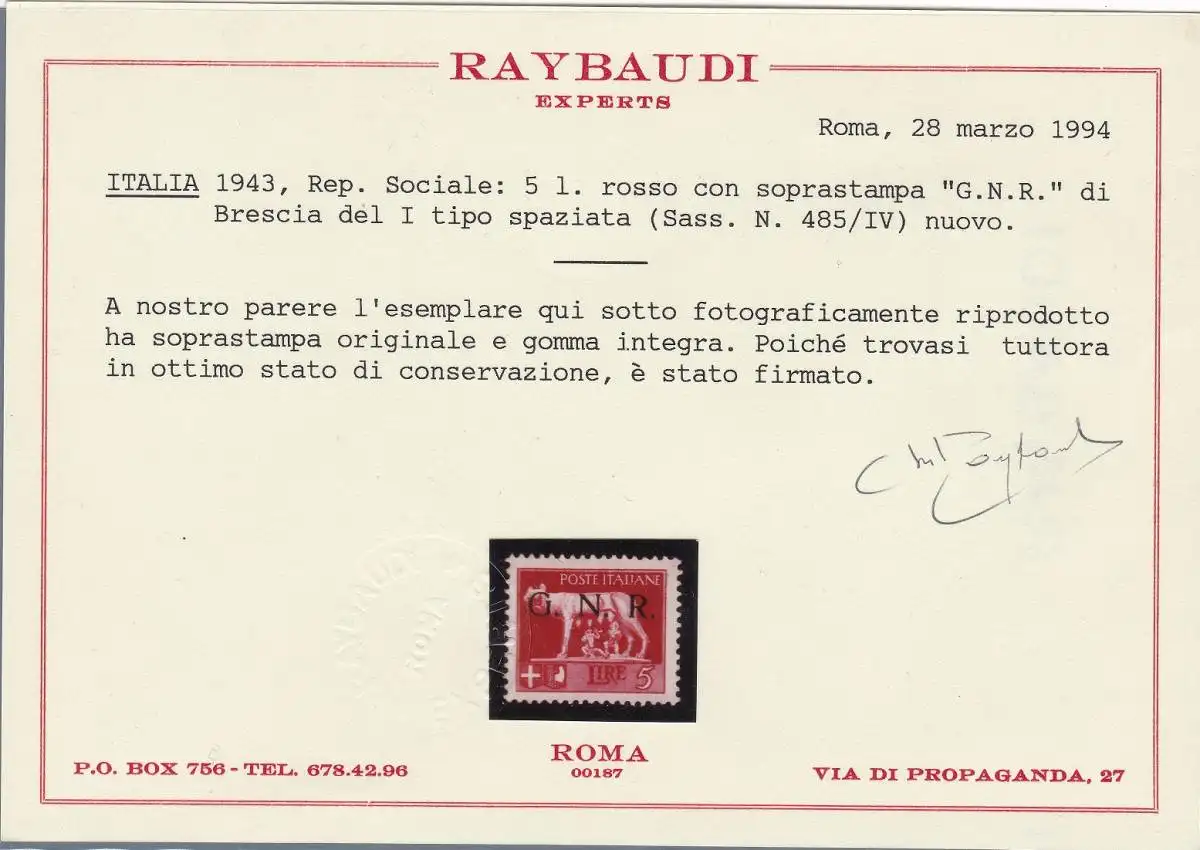 RAYBAUDI
EXPERTS
Roma, 28 marzo 1994
ITALIA 1943, Rep. Sociale: 5 l. rosso con soprastampa "G.N.R." di
Brescia del I tipo spaziata (Sass. N. 485/IV) nuovo.
A nostro parere l'esemplare qui sotto fotograficamente riprodotto
ha soprastampa originale e gomma integra. Poiché trovasi tuttora
in ottimo stato di conservazione, è stato firmato.
RAYBAUDI
ROMA
POSTE ITALIANE
G. N. R.
LIRE 5
P.O. BOX 756 - TEL. 678.42.96
ROMA
00187
VIA DI PROPAGANDA, 27